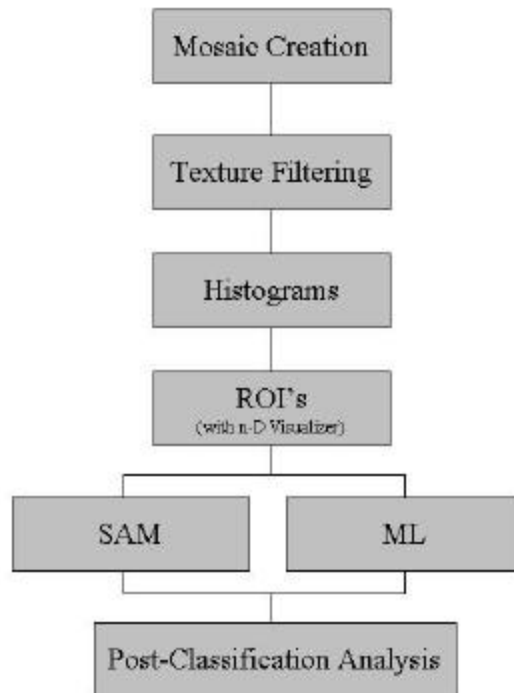 Mosaic Creation
Texture Filtering
Histograms
ROI's
(with n-D Visualizer)
SAM
ML
Post-Classification Analysis